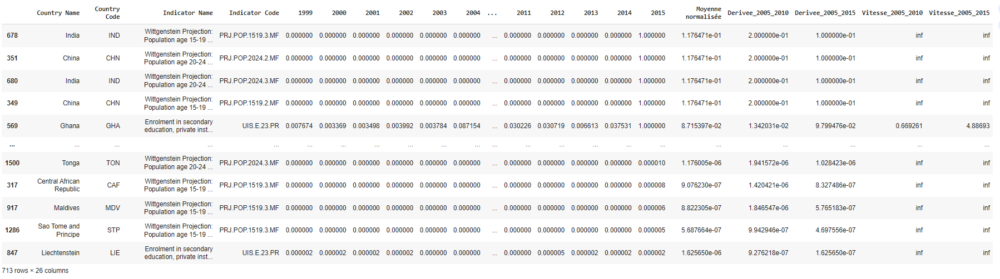 Country Name Country Code Indicator Name Indicator Code 1999 2000 2001 2002 2003 2004 ... 2011 2012 2013 2014 2015 Moyenne normalisée Derivee_2005_2010 Derivee_2005_2015 Vitesse_2005_2010 Vitesse_2005_2015
678 India IND Wittgenstein Projection: Population age 15-19 ... PRJ.POP.1519.3.MF 0.000000 0.000000 0.000000 0.000000 0.000000 0.000000 ... 0.000000 0.000000 0.000000 0.000000 1.000000 1.176471e-01 2.000000e-01 1.000000e-01 inf inf
351 China CHN Wittgenstein Projection: Population age 20-24 ... PRJ.POP.2024.2.MF 0.000000 0.000000 0.000000 0.000000 0.000000 0.000000 ... 0.000000 0.000000 0.000000 0.000000 1.000000 1.176471e-01 2.000000e-01 1.000000e-01 inf inf
680 India IND Wittgenstein Projection: Population age 20-24 ... PRJ.POP.2024.3.MF 0.000000 0.000000 0.000000 0.000000 0.000000 0.000000 ... 0.000000 0.000000 0.000000 0.000000 1.000000 1.176471e-01 2.000000e-01 1.000000e-01 inf inf
349 China CHN Wittgenstein Projection: Population age 15-19 ... PRJ.POP.1519.2.MF 0.000000 0.000000 0.000000 0.000000 0.000000 0.000000 ... 0.000000 0.000000 0.000000 0.000000 1.000000 1.176471e-01 2.000000e-01 1.000000e-01 inf inf
569 Ghana GHA Enrolment in secondary education, private inst... UIS.E.23.PR 0.007674 0.003369 0.003498 0.003992 0.003784 0.087154 ... 0.030226 0.030719 0.006613 0.037531 1.000000 8.715397e-02 1.342031e-02 9.799476e-02 0.669261 4.88693
... ... ... ... ... ... ... ... ... ... ... ... ... ... ... ... ... ... ... ... ... ...
1500 Tonga TON Wittgenstein Projection: Population age 20-24 ... PRJ.POP.2024.3.MF 0.000000 0.000000 0.000000 0.000000 0.000000 0.000000 ... 0.000000 0.000000 0.000000 0.000000 0.000010 1.176005e-06 1.941572e-06 1.028423e-06 inf inf
317 Central African Republic CAF Wittgenstein Projection: Population age 15-19 ... PRJ.POP.1519.3.MF 0.000000 0.000000 0.000000 0.000000 0.000000 0.000000 ... 0.000000 0.000000 0.000000 0.000000 0.000008 9.076230e-07 1.420421e-06 8.327486e-07 inf inf
917 Maldives MDV Wittgenstein Projection: Population age 15-19 ... PRJ.POP.1519.3.MF 0.000000 0.000000 0.000000 0.000000 0.000000 0.000000 ... 0.000000 0.000000 0.000000 0.000000 0.000006 8.822305e-07 1.846547e-06 5.765183e-07 inf inf
1286 Sao Tome and Principe STP Wittgenstein Projection: Population age 15-19 ... PRJ.POP.1519.3.MF 0.000000 0.000000 0.000000 0.000000 0.000000 0.000000 ... 0.000000 0.000000 0.000000 0.000000 0.000005 5.687664e-07 9.942946e-07 4.697556e-07 inf inf
847 Liechtenstein LIE Enrolment in secondary education, private inst... UIS.E.23.PR 0.000002 0.000002 0.000002 0.000002 0.000000 0.000000 ... 0.000000 0.000005 0.000002 0.000002 0.000002 1.625650e-06 9.276218e-07 1.625650e-06 inf inf
713 rows × 26 columns